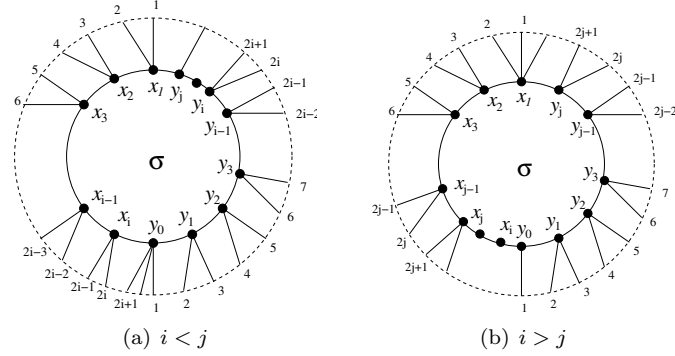 1
2
3
4
5
6
2i+1
2i
2i−1
2i−2
x₁
x₂
x₃
yⱼ
yᵢ
yᵢ₋₁
y₃
y₂
y₁
y₀
xᵢ
xᵢ₋₁
σ
7
6
5
4
3
2
1
2i+1
2i
2i−1
2i−2
2i−3
(a) i < j
1
2
3
4
5
6
2j+1
2j
2j−1
2j−2
x₁
x₂
x₃
yⱼ
yⱼ₋₁
y₃
y₂
y₁
y₀
xᵢ
xⱼ
xⱼ₋₁
σ
7
6
5
4
3
2
1
2j+1
2j
2j−1
(b) i > j